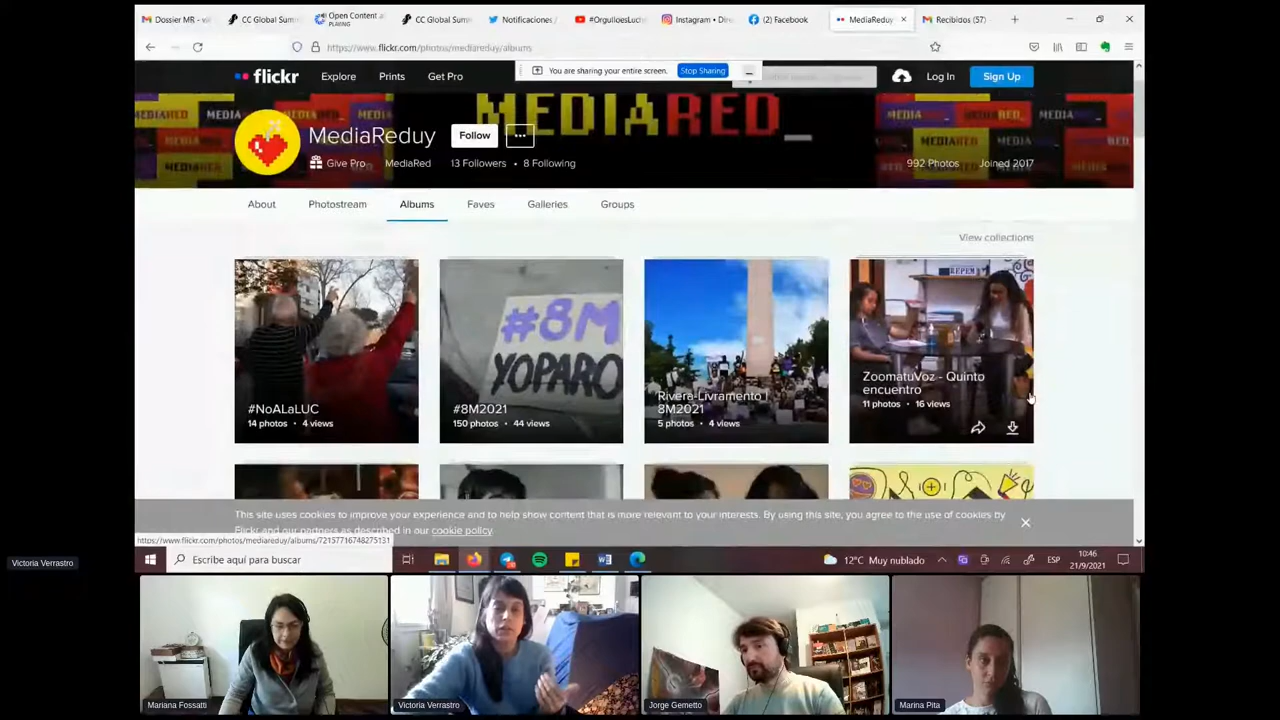 Dossier MR - vi
CC Global Sum
Open Content a
PLAYING
CC Global Sum
Notificaciones /
#OrgulloesLuch
Instagram • Dir
(2) Facebook
MediaReduy
Recibidos (57)
https://www.flickr.com/photos/mediareduy/albums
You are sharing your entire screen.
Stop Sharing
flickr
Explore
Prints
Get Pro
Log In
Sign Up
MEDIARED_
MediaReduy
Follow
...
Give Pro
MediaRed
13 Followers • 8 Following
992 Photos
Joined 2017
About
Photostream
Albums
Faves
Galleries
Groups
View collections
#8M
YOPARO
REPEM
#NoALaLUC
14 photos • 4 views
#8M2021
150 photos • 44 views
Rivera-Livramento |
8M2021
5 photos • 4 views
ZoomatuVoz - Quinto
encuentro
11 photos • 16 views
This site uses cookies to improve your experience and to help show content that is more relevant to your interests. By using this site, you agree to the use of cookies by
Flickr and our partners as described in our cookie policy.
https://www.flickr.com/photos/mediareduy/albums/72157716748275131
Escribe aquí para buscar
12°C Muy nublado
ESP
10:46
21/9/2021
Victoria Verrastro
Mariana Fossatti
Victoria Verrastro
Jorge Gemetto
Marina Pita